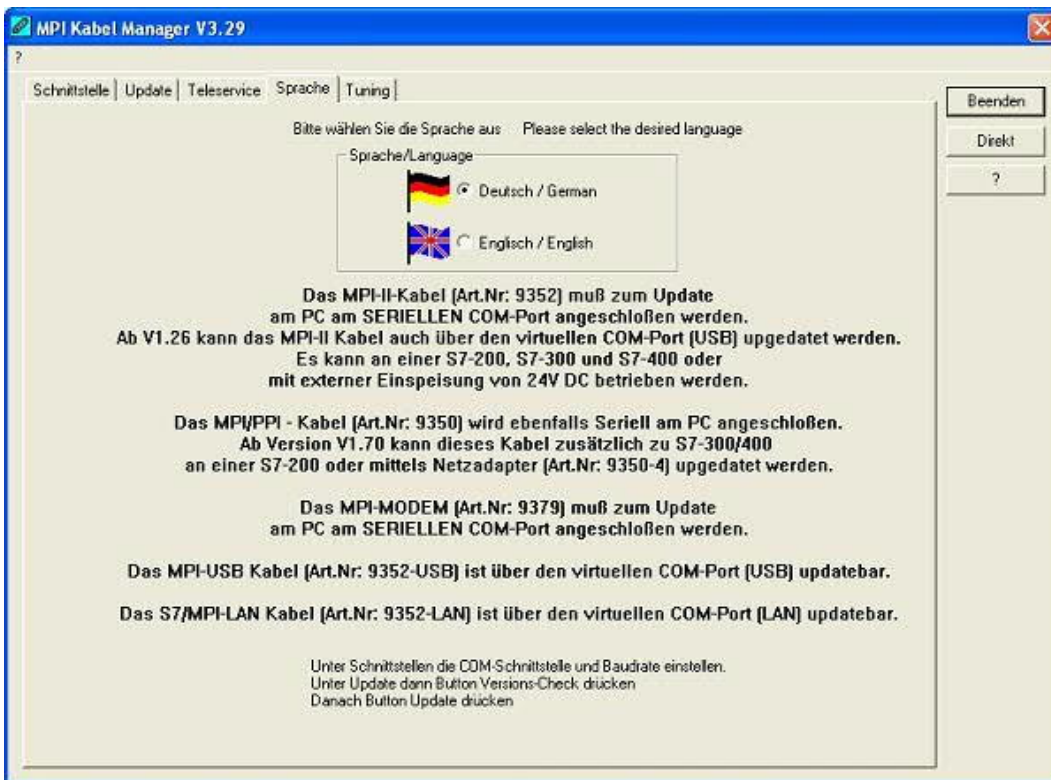 MPI Kabel Manager V3.29
?
Schnittstelle Update Teleservice Sprache Tuning
Beenden
Direkt
?
Bitte wählen Sie die Sprache aus Please select the desired language
Sprache/Language
Deutsch / German
Englisch / English
Das MPI-II-Kabel (Art.Nr: 9352) muß zum Update
am PC am SERIELLEN COM-Port angeschloßen werden.
Ab V1.26 kann das MPI-II Kabel auch über den virtuellen COM-Port (USB) upgedatet werden.
Es kann an einer S7-200, S7-300 und S7-400 oder
mit externer Einspeisung von 24V DC betrieben werden.
Das MPI/PPI - Kabel (Art.Nr: 9350) wird ebenfalls Seriell am PC angeschloßen.
Ab Version V1.70 kann dieses Kabel zusätzlich zu S7-300/400
an einer S7-200 oder mittels Netzadapter (Art.Nr: 9350-4) upgedatet werden.
Das MPI-MODEM (Art.Nr: 9379) muß zum Update
am PC am SERIELLEN COM-Port angeschloßen werden.
Das MPI-USB Kabel (Art.Nr: 9352-USB) ist über den virtuellen COM-Port (USB) updatebar.
Das S7/MPI-LAN Kabel (Art.Nr: 9352-LAN) ist über den virtuellen COM-Port (LAN) updatebar.
Unter Schnittstellen die COM-Schnittstelle und Baudrate einstellen.
Unter Update dann Button Versions-Check drücken
Danach Button Update drücken